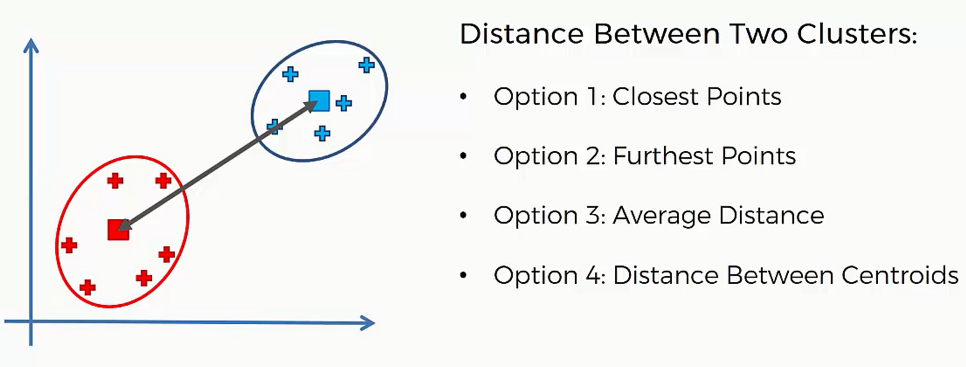 Distance Between Two Clusters:
• Option 1: Closest Points
• Option 2: Furthest Points
• Option 3: Average Distance
• Option 4: Distance Between Centroids